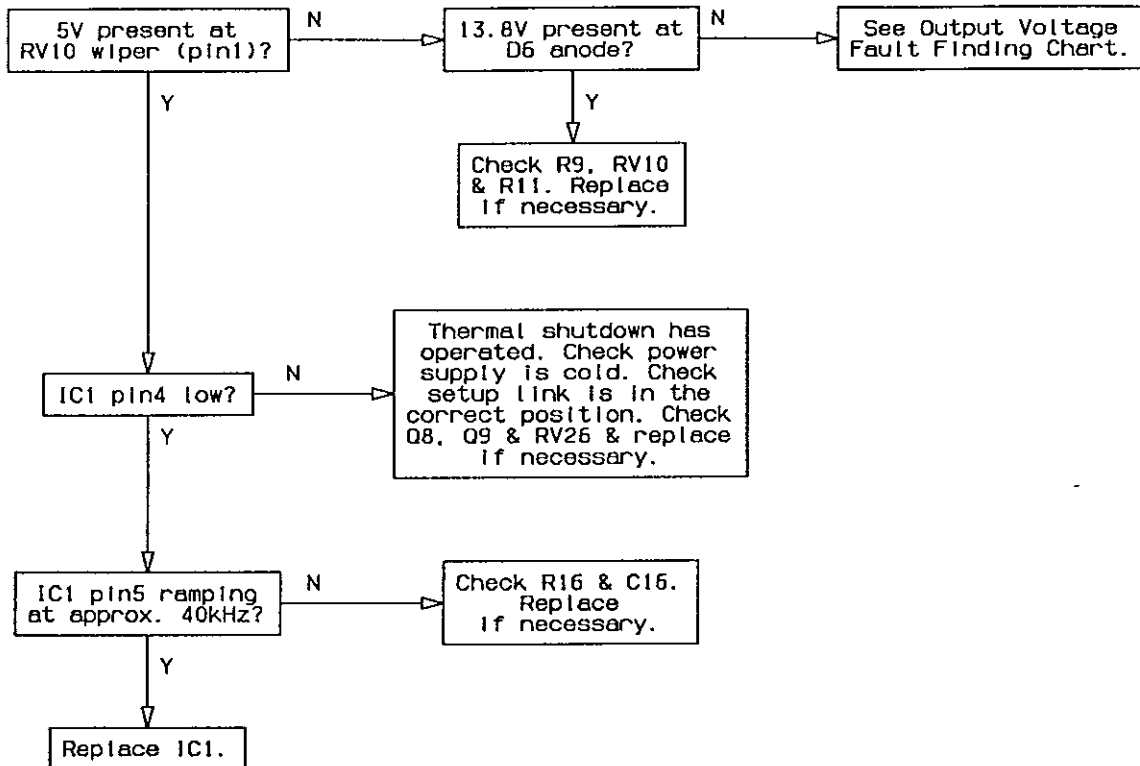 5V present at
RV10 wiper (pin1)?
N
13.8V present at
D6 anode?
N
See Output Voltage
Fault Finding Chart.
Y
Y
Check R9, RV10
& R11. Replace
if necessary.
IC1 pin4 low?
N
Thermal shutdown has
operated. Check power
supply is cold. Check
setup link is in the
correct position. Check
Q8, Q9 & RV26 & replace
if necessary.
Y
IC1 pin5 ramping
at approx. 40kHz?
N
Check R16 & C16.
Replace
if necessary.
Y
Replace IC1.